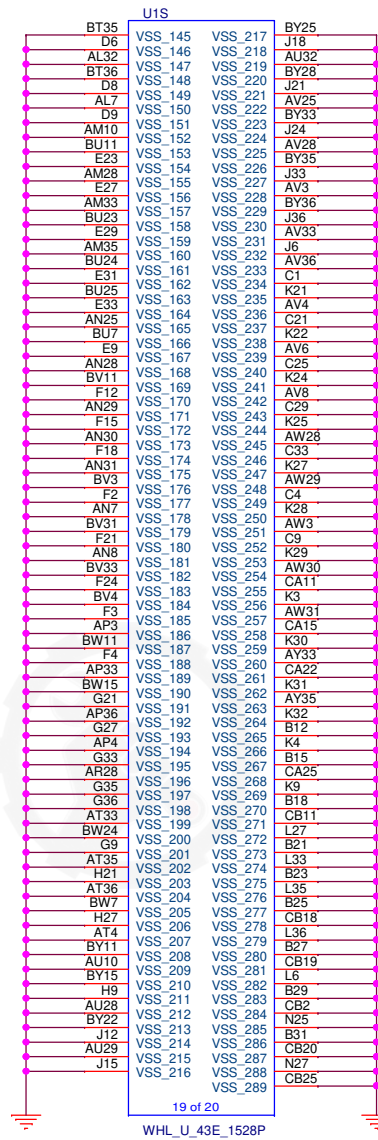 U1S
BT35 VSS_145 VSS_217 BY25
D6 VSS_146 VSS_218 J18
AL32 VSS_147 VSS_219 AU32
BT36 VSS_148 VSS_220 BY28
D8 VSS_149 VSS_221 J21
AL7 VSS_150 VSS_222 AV25
D9 VSS_151 VSS_223 BY33
AM10 VSS_152 VSS_224 J24
BU11 VSS_153 VSS_225 AV28
E23 VSS_154 VSS_226 BY35
AM28 VSS_155 VSS_227 J33
E27 VSS_156 VSS_228 AV3
AM33 VSS_157 VSS_229 BY36
BU23 VSS_158 VSS_230 J36
E29 VSS_159 VSS_231 AV33
AM35 VSS_160 VSS_232 J6
BU24 VSS_161 VSS_233 AV36
E31 VSS_162 VSS_234 C1
BU25 VSS_163 VSS_235 K21
E33 VSS_164 VSS_236 AV4
AN25 VSS_165 VSS_237 C21
BU7 VSS_166 VSS_238 K22
E9 VSS_167 VSS_239 AV6
AN28 VSS_168 VSS_240 C25
BV11 VSS_169 VSS_241 K24
F12 VSS_170 VSS_242 AV8
AN29 VSS_171 VSS_243 C29
F15 VSS_172 VSS_244 K25
AN30 VSS_173 VSS_245 AW28
F18 VSS_174 VSS_246 C33
AN31 VSS_175 VSS_247 K27
BV3 VSS_176 VSS_248 AW29
F2 VSS_177 VSS_249 C4
AN7 VSS_178 VSS_250 K28
BV31 VSS_179 VSS_251 AW3
F21 VSS_180 VSS_252 C9
AN8 VSS_181 VSS_253 K29
BV33 VSS_182 VSS_254 AW30
F24 VSS_183 VSS_255 CA11
BV4 VSS_184 VSS_256 K3
F3 VSS_185 VSS_257 AW31
AP3 VSS_186 VSS_258 CA15
BW11 VSS_187 VSS_259 K30
F4 VSS_188 VSS_260 AY33
AP33 VSS_189 VSS_261 CA22
BW15 VSS_190 VSS_262 K31
G21 VSS_191 VSS_263 AY35
AP36 VSS_192 VSS_264 K32
G27 VSS_193 VSS_265 B12
AP4 VSS_194 VSS_266 K4
G33 VSS_195 VSS_267 B15
AR28 VSS_196 VSS_268 CA25
G35 VSS_197 VSS_269 K9
G36 VSS_198 VSS_270 B18
AT33 VSS_199 VSS_271 CB11
BW24 VSS_200 VSS_272 L27
G9 VSS_201 VSS_273 B21
AT35 VSS_202 VSS_274 L33
H21 VSS_203 VSS_275 B23
AT36 VSS_204 VSS_276 L35
BW7 VSS_205 VSS_277 B25
H27 VSS_206 VSS_278 CB18
AT4 VSS_207 VSS_279 L36
BY11 VSS_208 VSS_280 B27
AU10 VSS_209 VSS_281 CB19
BY15 VSS_210 VSS_282 L6
H9 VSS_211 VSS_283 B29
AU28 VSS_212 VSS_284 CB2
BY22 VSS_213 VSS_285 N25
J12 VSS_214 VSS_286 B31
AU29 VSS_215 VSS_287 CB20
J15 VSS_216 VSS_288 N27
VSS_289 CB25
19 of 20
WHL_U_43E_1528P